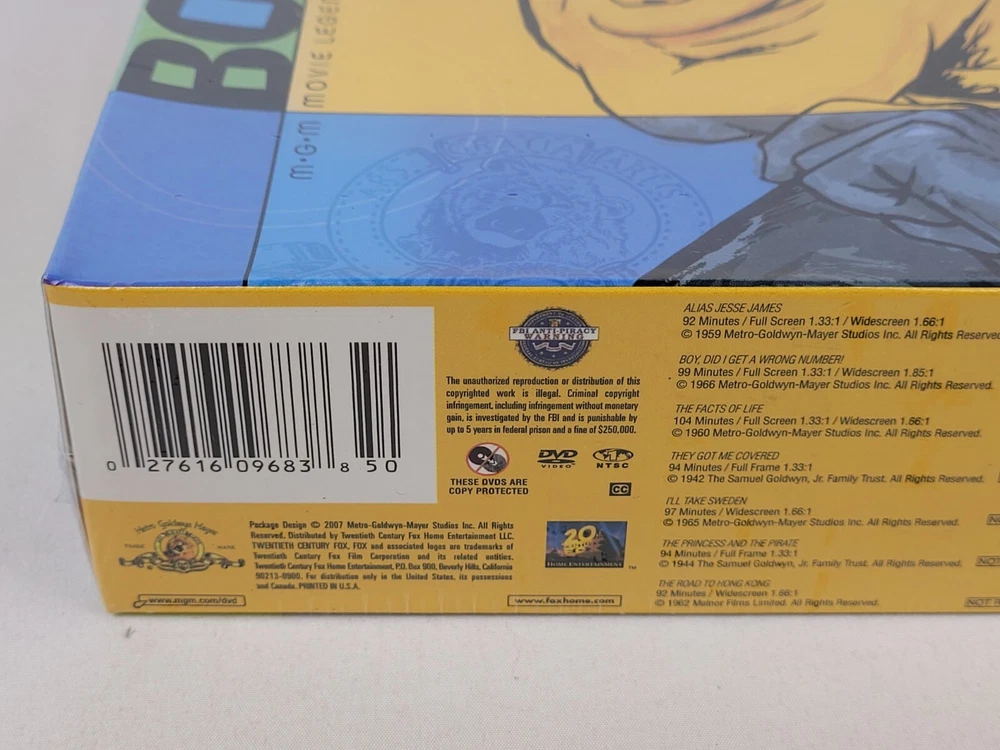 BO
M·G·M MOVIE LEGEN
0 27616 09683 8 50
FBI ANTI-PIRACY
WARNING
The unauthorized reproduction or distribution of this
copyrighted work is illegal. Criminal copyright
infringement, including infringement without monetary
gain, is investigated by the FBI and is punishable by
up to 5 years in federal prison and a fine of $250,000.
THESE DVDS ARE
COPY PROTECTED
DVD
VIDEO
NTSC
CC
Metro Goldwyn Mayer
TRADE MARK
www.mgm.com/dvd
Package Design © 2007 Metro-Goldwyn-Mayer Studios Inc. All Rights
Reserved. Distributed by Twentieth Century Fox Home Entertainment LLC.
TWENTIETH CENTURY FOX, FOX and associated logos are trademarks of
Twentieth Century Fox Film Corporation and its related entities.
Twentieth Century Fox Home Entertainment, P.O. Box 900, Beverly Hills, California
90213-0900. For distribution only in the United States, its possessions
and Canada. PRINTED IN U.S.A.
20
HOME ENTERTAINMENT
TM
www.foxhome.com
ALIAS JESSE JAMES
92 Minutes / Full Screen 1.33:1 / Widescreen 1.66:1
© 1959 Metro-Goldwyn-Mayer Studios Inc. All Rights Reserved
BOY, DID I GET A WRONG NUMBER!
99 Minutes / Full Screen 1.33:1 / Widescreen 1.85:1
© 1966 Metro-Goldwyn-Mayer Studios Inc. All Rights Reserved.
THE FACTS OF LIFE
104 Minutes / Full Screen 1.33:1 / Widescreen 1.66:1
© 1960 Metro-Goldwyn-Mayer Studios Inc. All Rights Reserved.
THEY GOT ME COVERED
94 Minutes / Full Frame 1.33:1
© 1942 The Samuel Goldwyn, Jr. Family Trust. All Rights Reserved.
I'LL TAKE SWEDEN
97 Minutes / Widescreen 1.66:1
© 1965 Metro-Goldwyn-Mayer Studios Inc. All Rights Reserved.
THE PRINCESS AND THE PIRATE
94 Minutes / Full Frame 1.33:1
© 1944 The Samuel Goldwyn, Jr. Family Trust. All Rights Reserved. NOT
THE ROAD TO HONG KONG
92 Minutes / Widescreen 1.66:1
© 1962 Melnor Films Limited. All Rights Reserved. NOT R